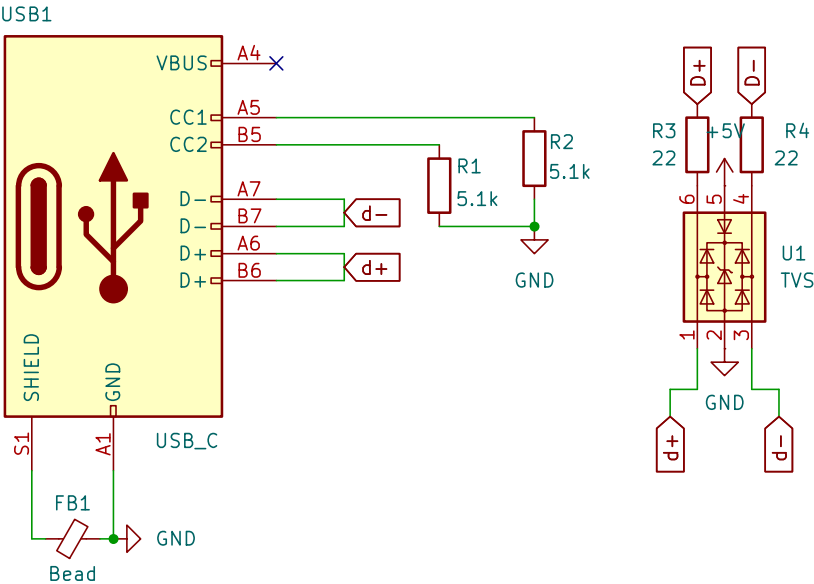 USB1
VBUS
A4
CC1
A5
CC2
B5
D-
A7
D-
B7
D+
A6
D+
B6
d-
d+
R1
5.1k
R2
5.1k
GND
SHIELD
GND
S1
A1
USB_C
FB1
Bead
GND
D+
D-
R3
22
+5V
R4
22
6
5
4
U1
TVS
1
2
3
GND
d+
d-